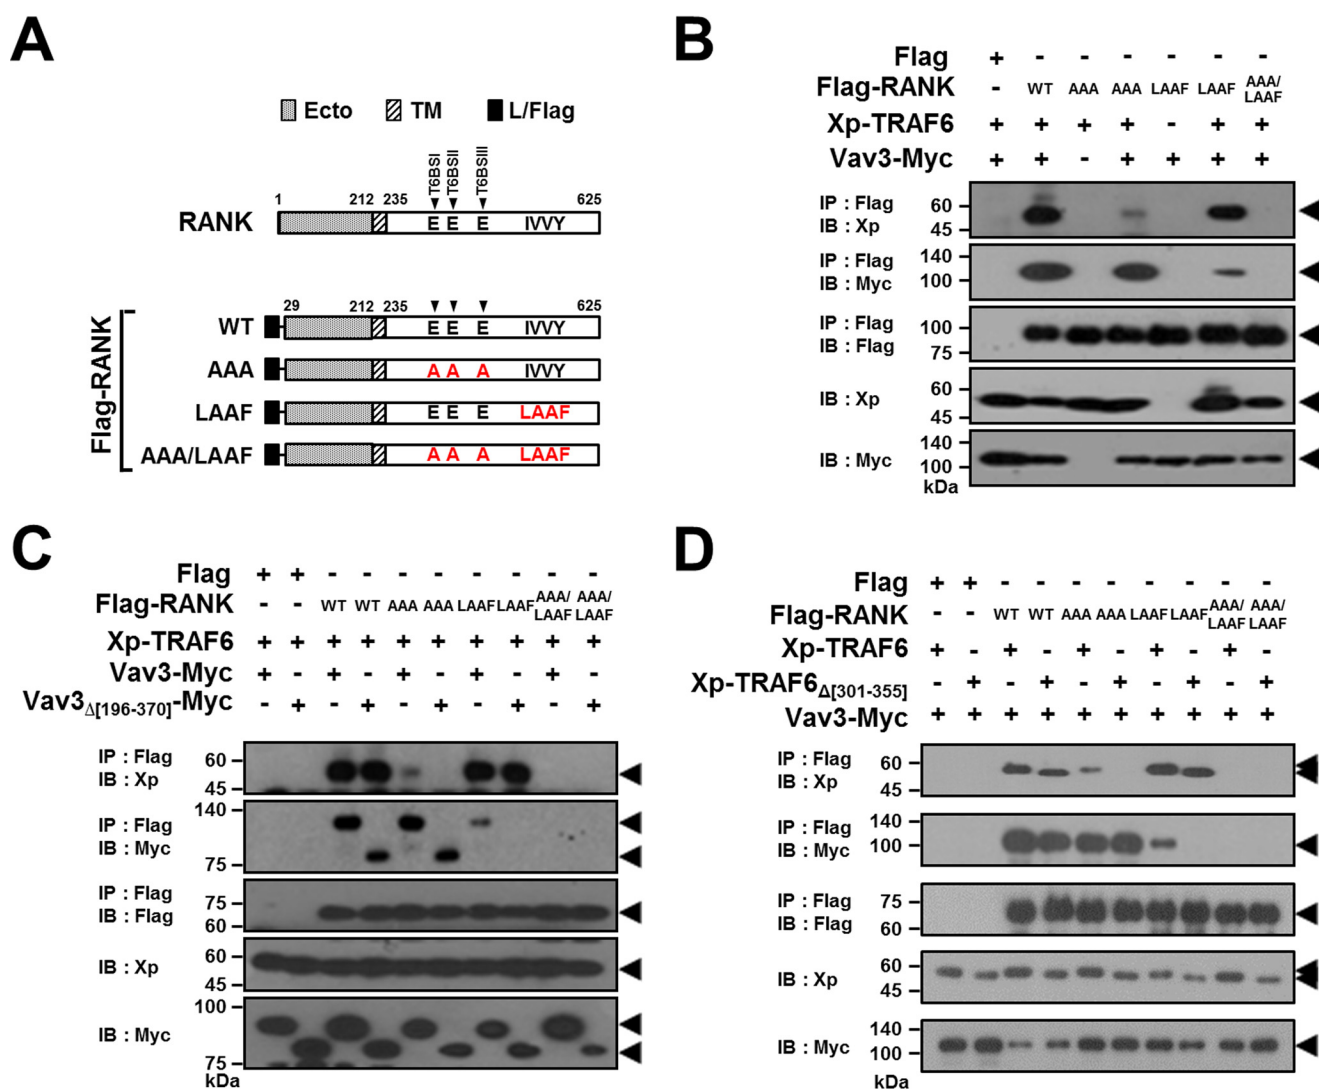 A
Ecto TM L/Flag
T6BSI T6BSII T6BSIII
1 212 235 625
RANK E E E IVVY
29 212 235 625
Flag-RANK
WT E E E IVVY
AAA A A A IVVY
LAAF E E E LAAF
AAA/LAAF A A A LAAF
B
Flag + - - - - - -
Flag-RANK - WT AAA AAA LAAF LAAF AAA/LAAF
Xp-TRAF6 + + + + - + +
Vav3-Myc + + - + + + +
IP : Flag 60
IB : Xp 45
140
IP : Flag
IB : Myc 100
IP : Flag 100
IB : Flag 75
60
IB : Xp 45
140
IB : Myc 100
kDa
C
Flag + + - - - - - - - -
Flag-RANK - - WT WT AAA AAA LAAF LAAF AAA/LAAF AAA/LAAF
Xp-TRAF6 + + + + + + + + + +
Vav3-Myc + - + - + - + - + -
Vav3Δ[196-370]-Myc - + - + - + - + - +
IP : Flag 60
IB : Xp 45
140
IP : Flag
IB : Myc 75
IP : Flag 75
IB : Flag 60
60
IB : Xp 45
100
IB : Myc
75
kDa
D
Flag + + - - - - - - - -
Flag-RANK - - WT WT AAA AAA LAAF LAAF AAA/LAAF AAA/LAAF
Xp-TRAF6 + - + - + - + - + -
Xp-TRAF6Δ[301-355] - + - + - + - + - +
Vav3-Myc + + + + + + + + + +
IP : Flag 60
IB : Xp 45
IP : Flag 140
IB : Myc 100
IP : Flag 75
IB : Flag 60
60
IB : Xp 45
140
IB : Myc 100
kDa